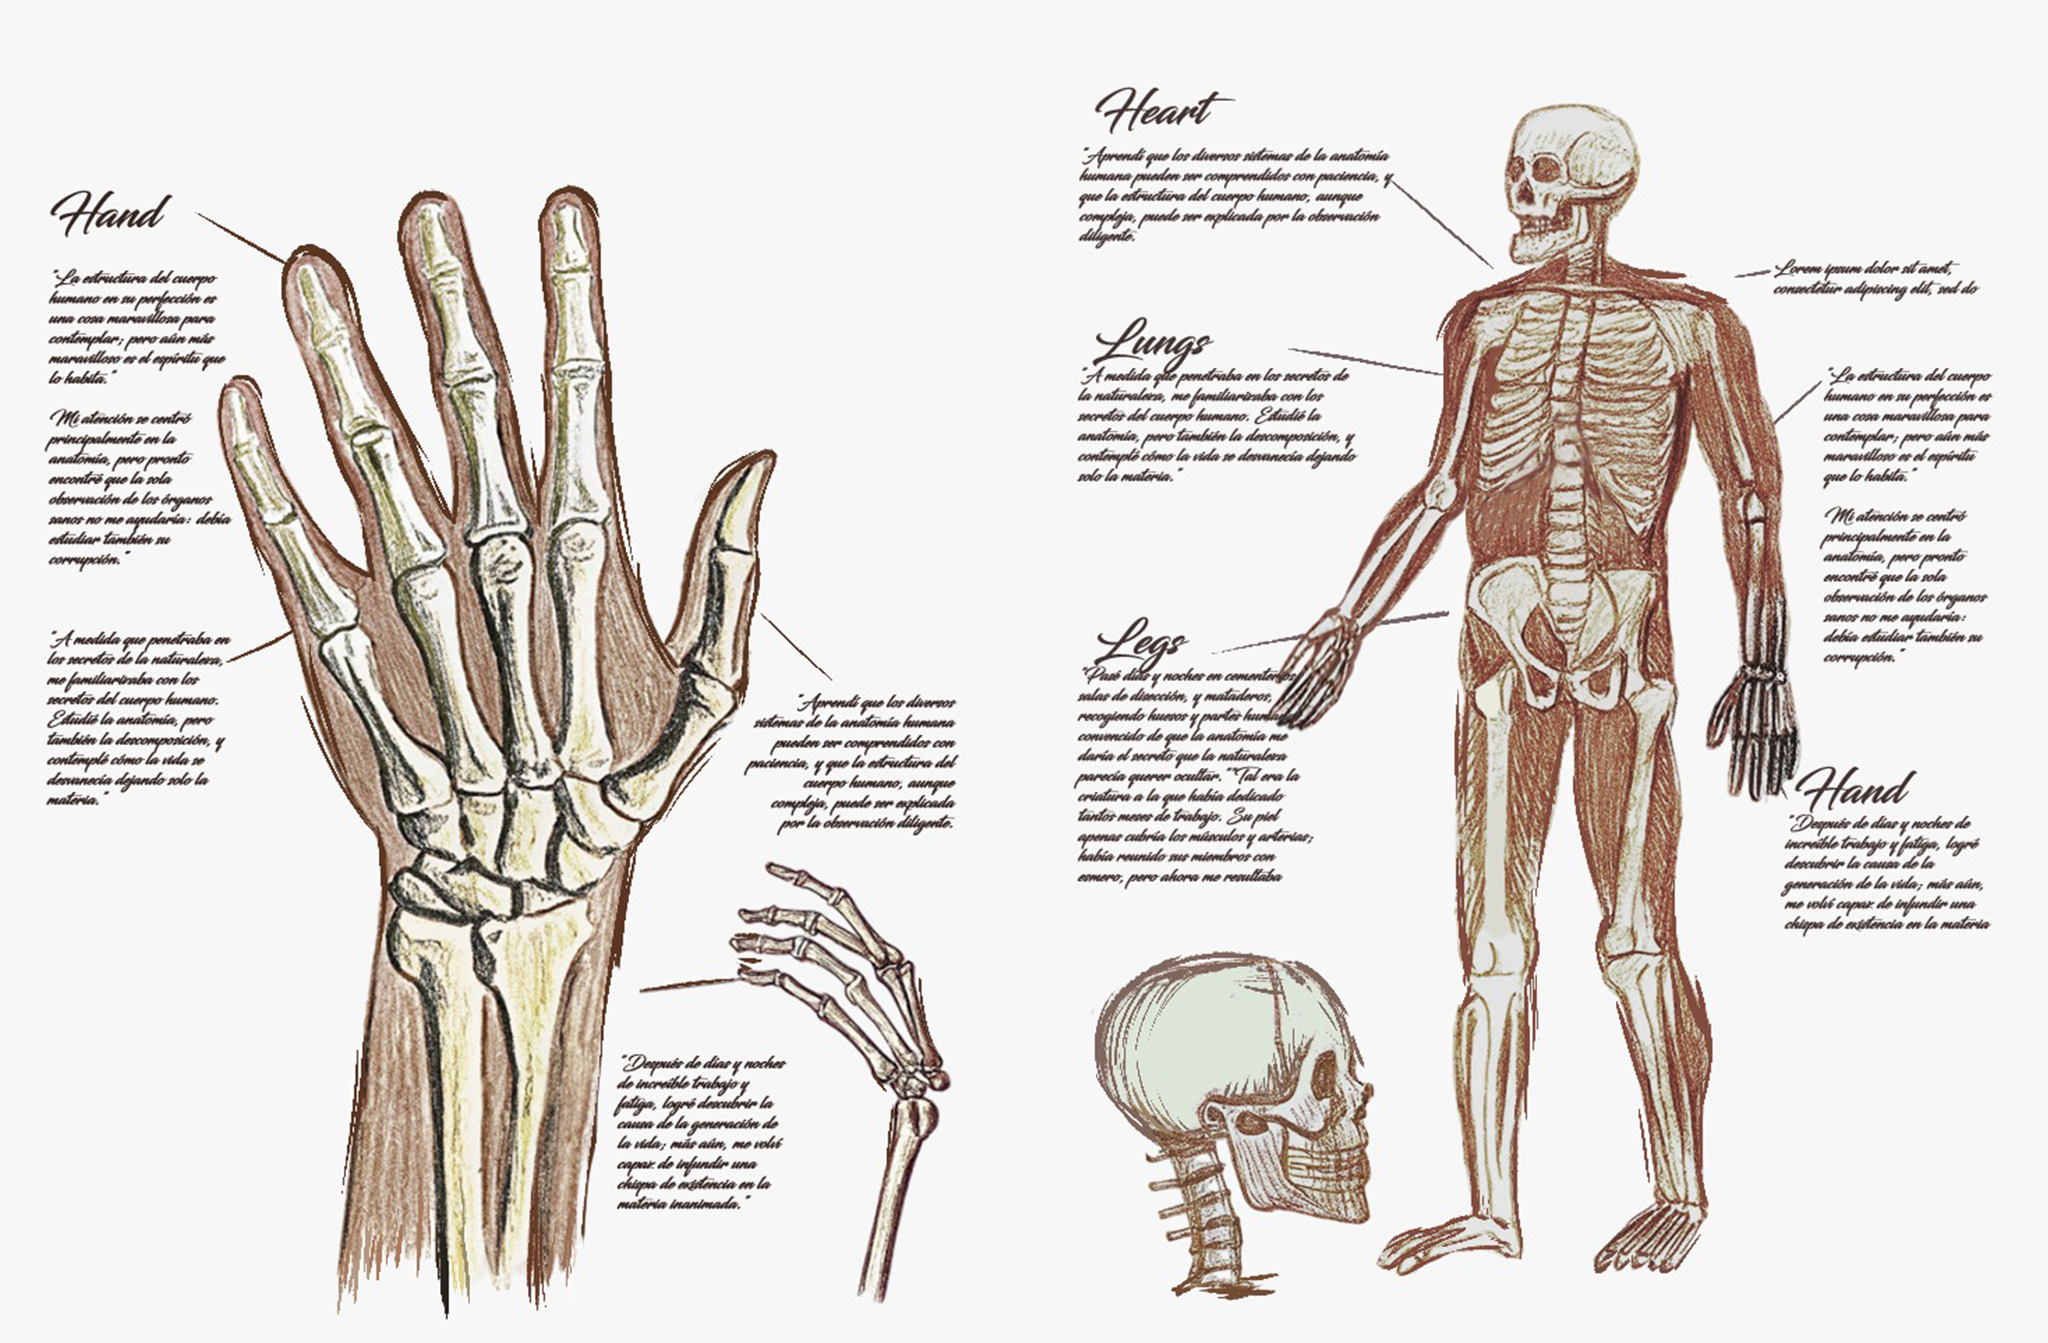 Hand
"La estructura del cuerpo
humano en su perfección es
una cosa maravillosa para
contemplar; pero aún más
maravilloso es el espíritu que
lo habita."
Mi atención se centró
principalmente en la
anatomía, pero pronto
encontré que la sola
observación de los órganos
sanos no me ayudaría: debía
estudiar también su
corrupción."
"A medida que penetraba en
los secretos de la naturaleza,
me familiarizaba con los
secretos del cuerpo humano.
Estudié la anatomía, pero
también la descomposición, y
contemplé cómo la vida se
desvanecía dejando solo la
materia."
"Aprendí que los diversos
sistemas de la anatomía humana
pueden ser comprendidos con
paciencia, y que la estructura del
cuerpo humano, aunque
compleja, puede ser explicada
por la observación diligente.
"Después de días y noches
de increíble trabajo y
fatiga, logré descubrir la
causa de la generación de
la vida; más aún, me volví
capaz de infundir una
chispa de existencia en la
materia inanimada."
Heart
"Aprendí que los diversos sistemas de la anatomía
humana pueden ser comprendidos con paciencia, y
que la estructura del cuerpo humano, aunque
compleja, puede ser explicada por la observación
diligente.
Lungs
"A medida que penetraba en los secretos de
la naturaleza, me familiarizaba con los
secretos del cuerpo humano. Estudié la
anatomía, pero también la descomposición, y
contemplé cómo la vida se desvanecía dejando
solo la materia."
Legs
"Pasé días y noches en cementerios
salas de disección, y mataderos,
recogiendo huesos y partes
convencido de que la anatomía me
daría el secreto que la naturaleza
parecía querer ocultar." "Tal era la
criatura a la que había dedicado
tantos meses de trabajo. Su piel
apenas cubría los músculos y arterias;
había reunido sus miembros con
esmero, pero ahora me resultaba
Lorem ipsum dolor sit amet,
consectetur adipiscing elit, sed do
"La estructura del cuerpo
humano en su perfección es
una cosa maravillosa para
contemplar; pero aún más
maravilloso es el espíritu
que lo habita."
Mi atención se centró
principalmente en la
anatomía, pero pronto
encontré que la sola
observación de los órganos
sanos no me ayudaría:
debía estudiar también su
corrupción."
Hand
"Después de días y noches de
increíble trabajo y fatiga, logré
descubrir la causa de la
generación de la vida; más aún,
me volví capaz de infundir una
chispa de existencia en la materia